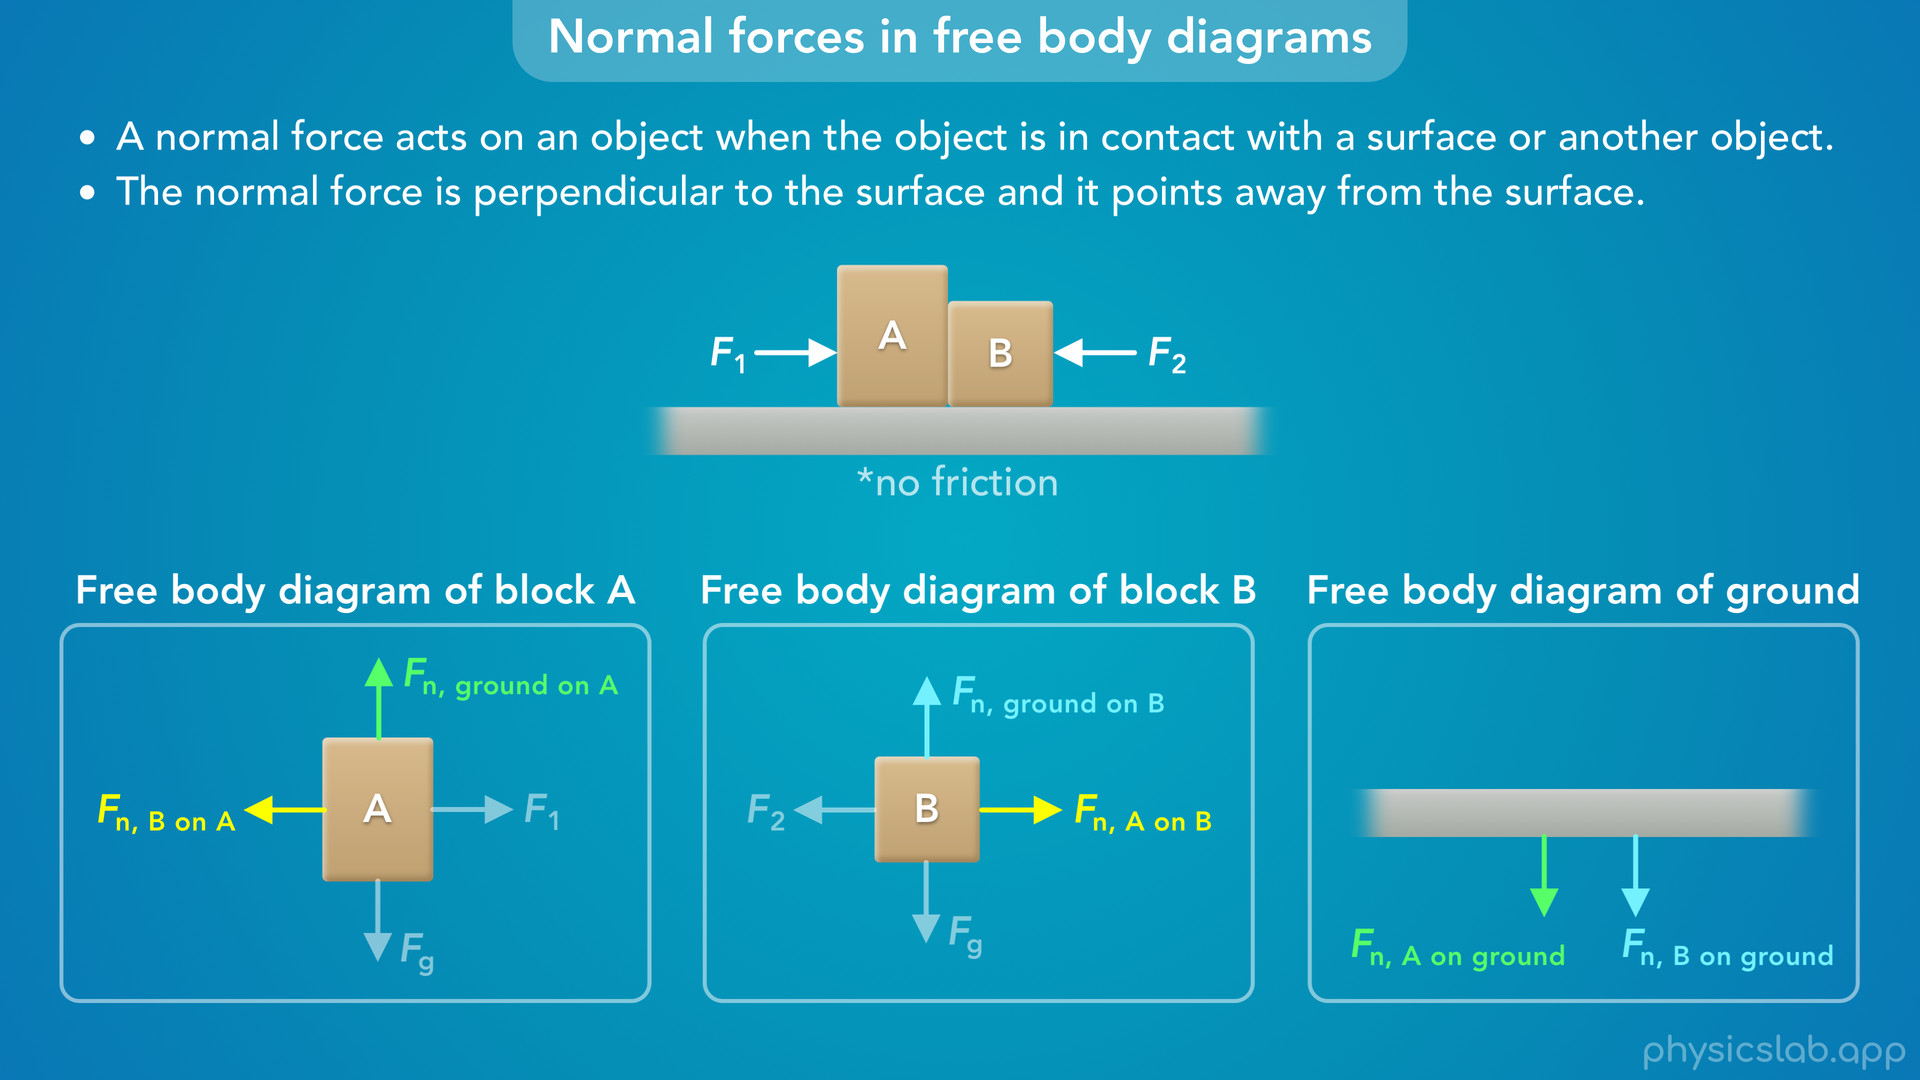 Normal forces in free body diagrams
• A normal force acts on an object when the object is in contact with a surface or another object.
• The normal force is perpendicular to the surface and it points away from the surface.
A
B
F1
F2
*no friction
Free body diagram of block A
Fn, ground on A
Fn, B on A
A
F1
Fg
Free body diagram of block B
Fn, ground on B
F2
B
Fn, A on B
Fg
Free body diagram of ground
Fn, A on ground
Fn, B on ground
physicslab.app